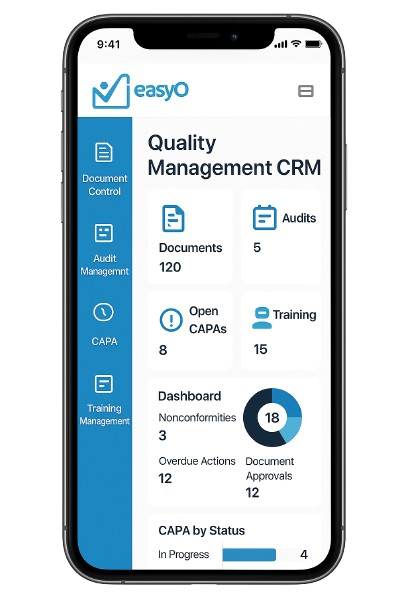 9:41
easyO
Quality
Management CRM
Document
Control
Audit
Managemnt
CAPA
Training
Management
Documents
120
Audits
5
Open
CAPAs
8
Training
15
Dashboard
Nonconformities
3
18
Overdue Actions
12
Document
Approvals
12
CAPA by Status
In Progress 4